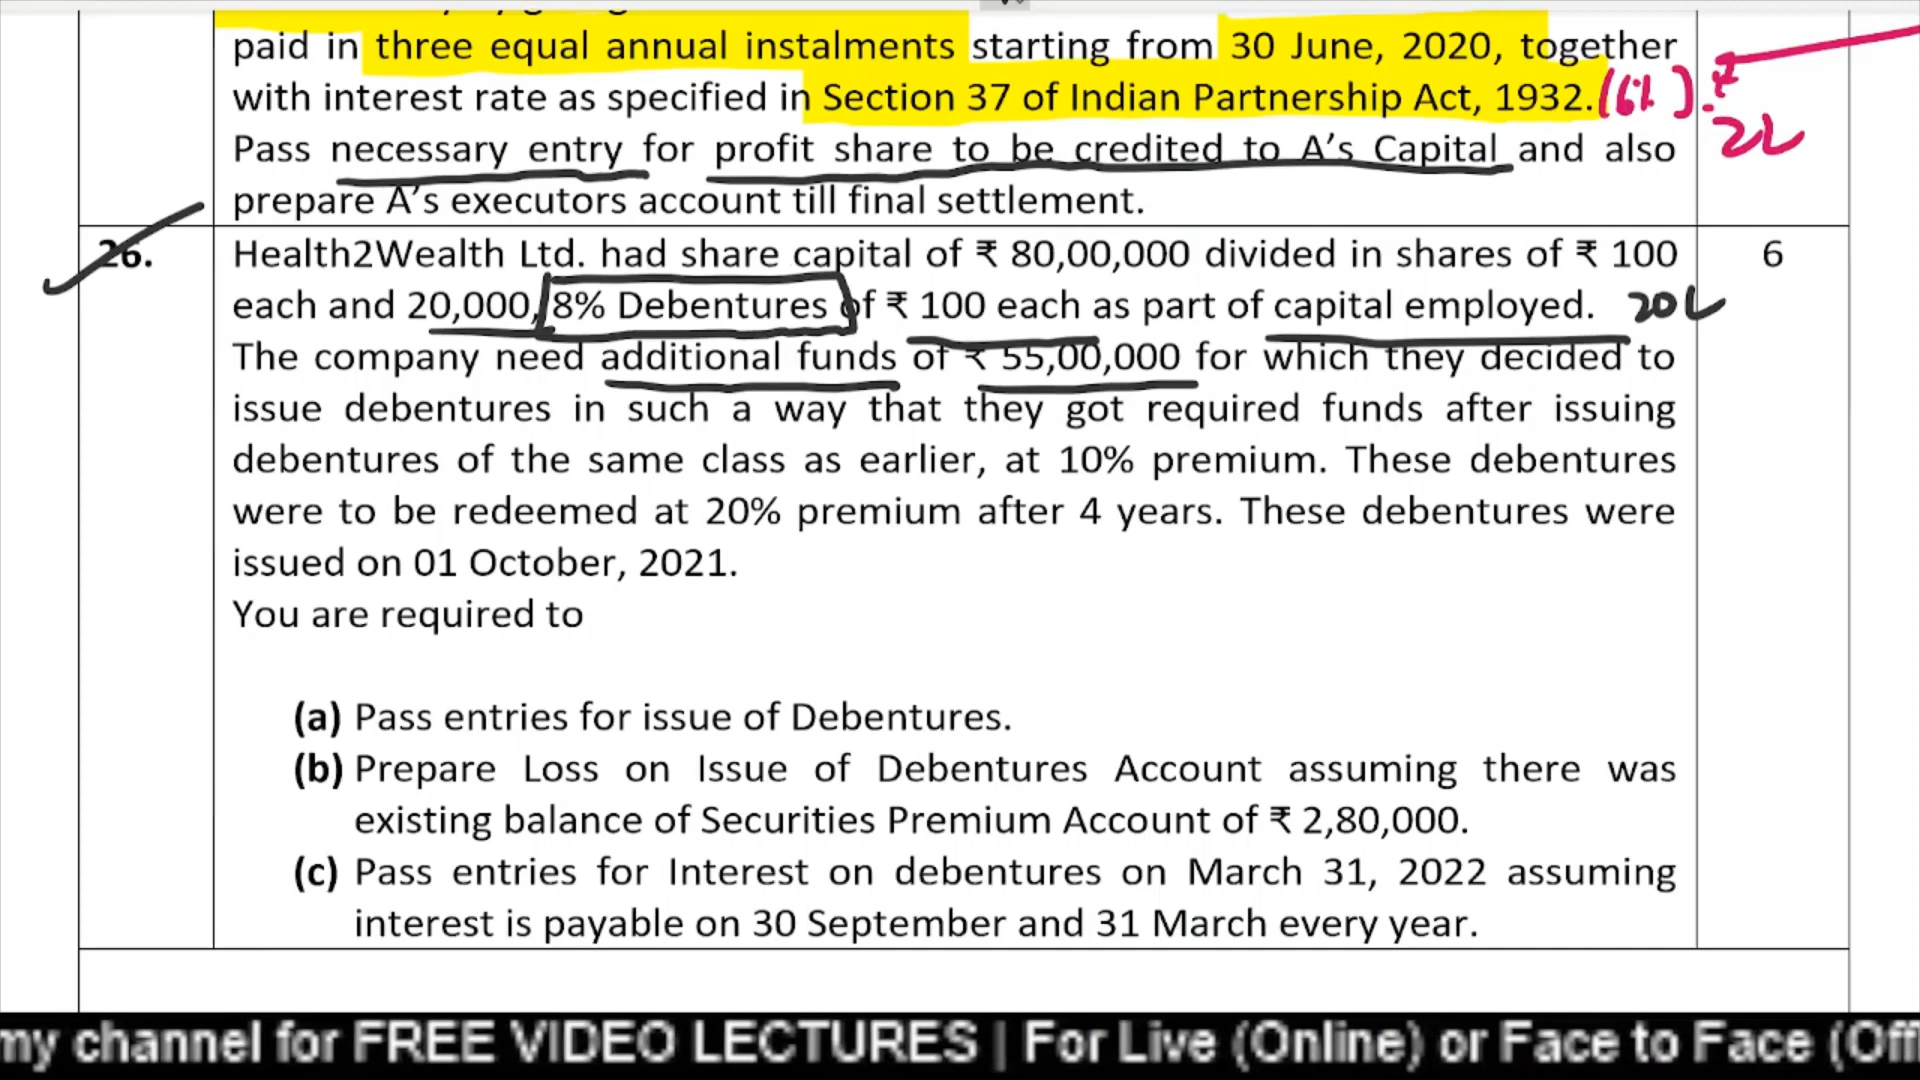 paid in three equal annual instalments starting from 30 June, 2020, together
with interest rate as specified in Section 37 of Indian Partnership Act, 1932. (6%)
2L
Pass necessary entry for profit share to be credited to A’s Capital and also
prepare A’s executors account till final settlement.
26. Health2Wealth Ltd. had share capital of ₹ 80,00,000 divided in shares of ₹ 100 6
each and 20,000, 8% Debentures of ₹ 100 each as part of capital employed. 20L
The company need additional funds of ₹ 55,00,000 for which they decided to
issue debentures in such a way that they got required funds after issuing
debentures of the same class as earlier, at 10% premium. These debentures
were to be redeemed at 20% premium after 4 years. These debentures were
issued on 01 October, 2021.
You are required to
(a) Pass entries for issue of Debentures.
(b) Prepare Loss on Issue of Debentures Account assuming there was
existing balance of Securities Premium Account of ₹ 2,80,000.
(c) Pass entries for Interest on debentures on March 31, 2022 assuming
interest is payable on 30 September and 31 March every year.
my channel for FREE VIDEO LECTURES | For Live (Online) or Face to Face (Off